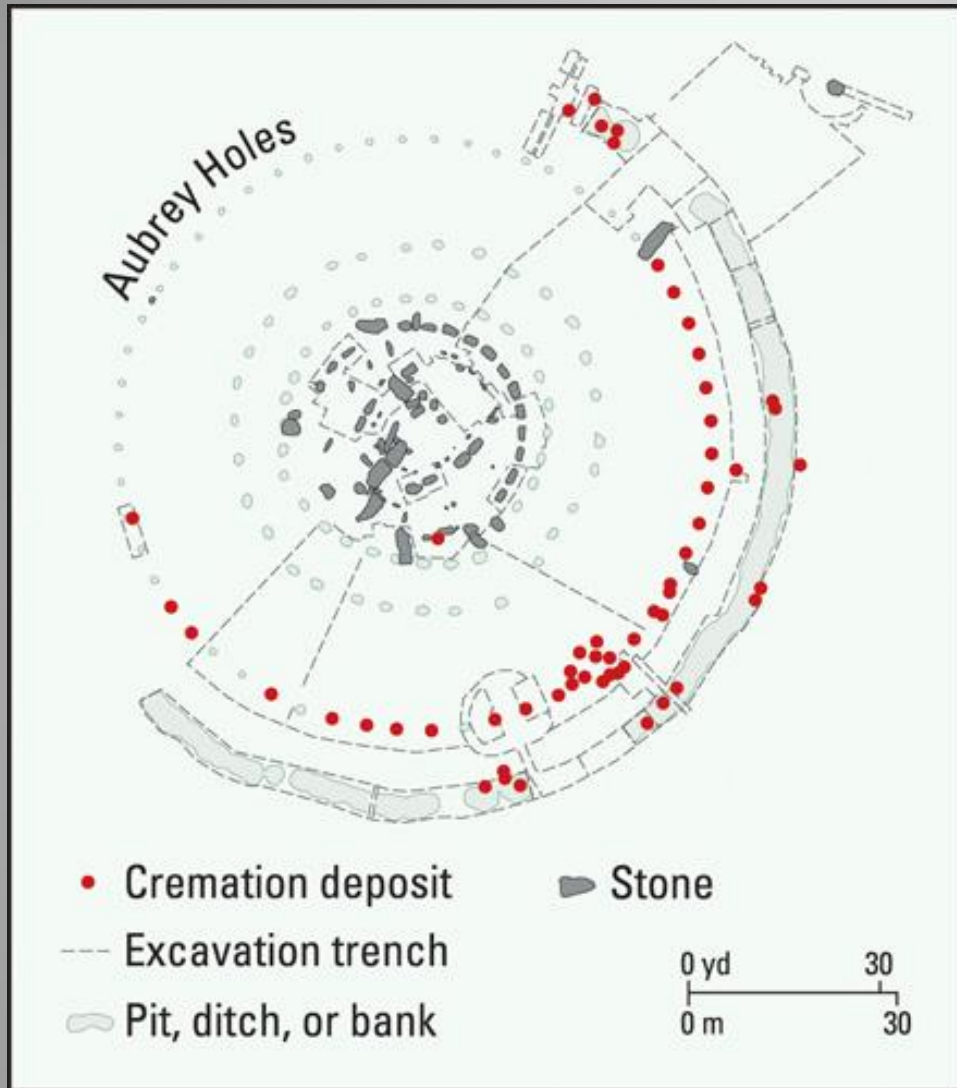 Aubrey Holes
Cremation deposit
Stone
Excavation trench
Pit, ditch, or bank
0 yd 30
0 m 30